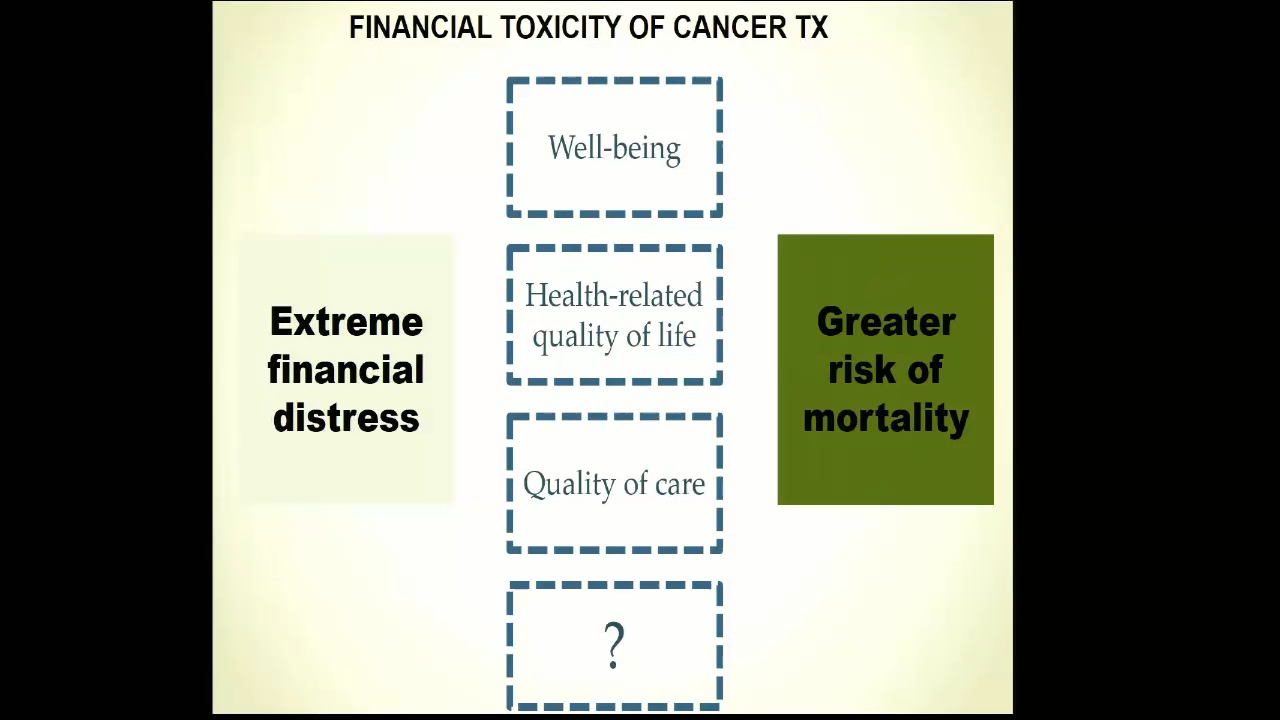 FINANCIAL TOXICITY OF CANCER TX
Well-being
Extreme
financial
distress
Health-related
quality of life
Quality of care
?
Greater
risk of
mortality